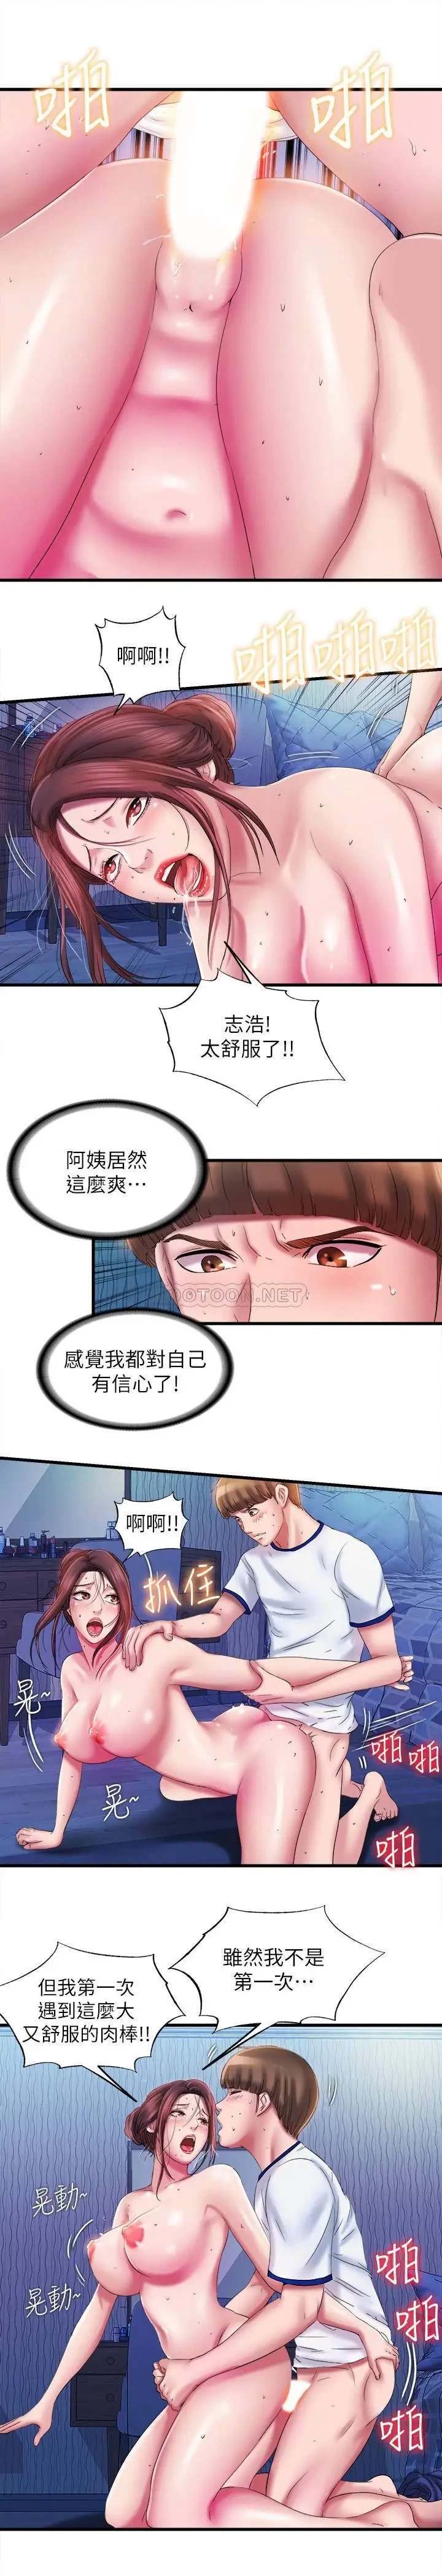 啪
啪
啊啊!!
啪啪啪
志浩!
太舒服了!!
阿姨居然
這麼爽…
DOTOON.NET
感覺我都對自己
有信心了!
啊啊!!
抓住
晃~
晃~
啪啪
啪
雖然我不是
第一次…
但我第一次
遇到這麼大
又舒服的肉棒!!
晃動~
晃動~
啪
啪
啪